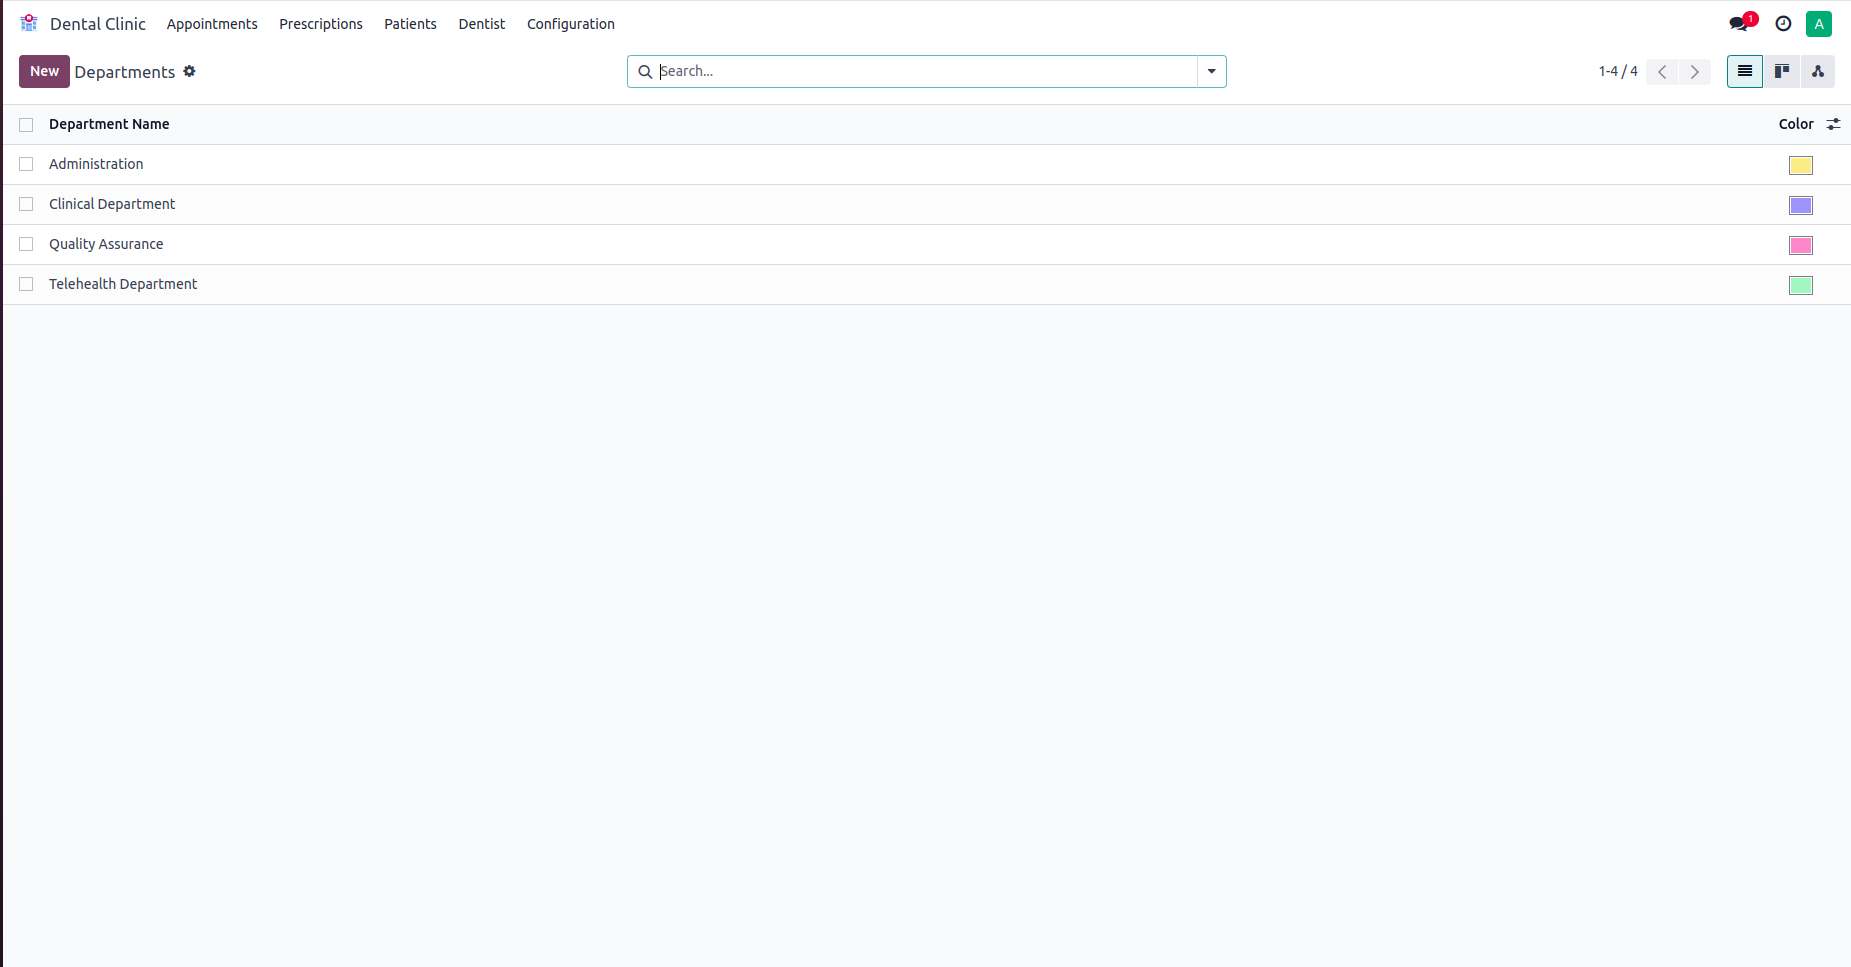 Dental Clinic Appointments Prescriptions Patients Dentist Configuration 1 A
New Departments Search... 1-4 / 4
Department Name Color
Administration
Clinical Department
Quality Assurance
Telehealth Department